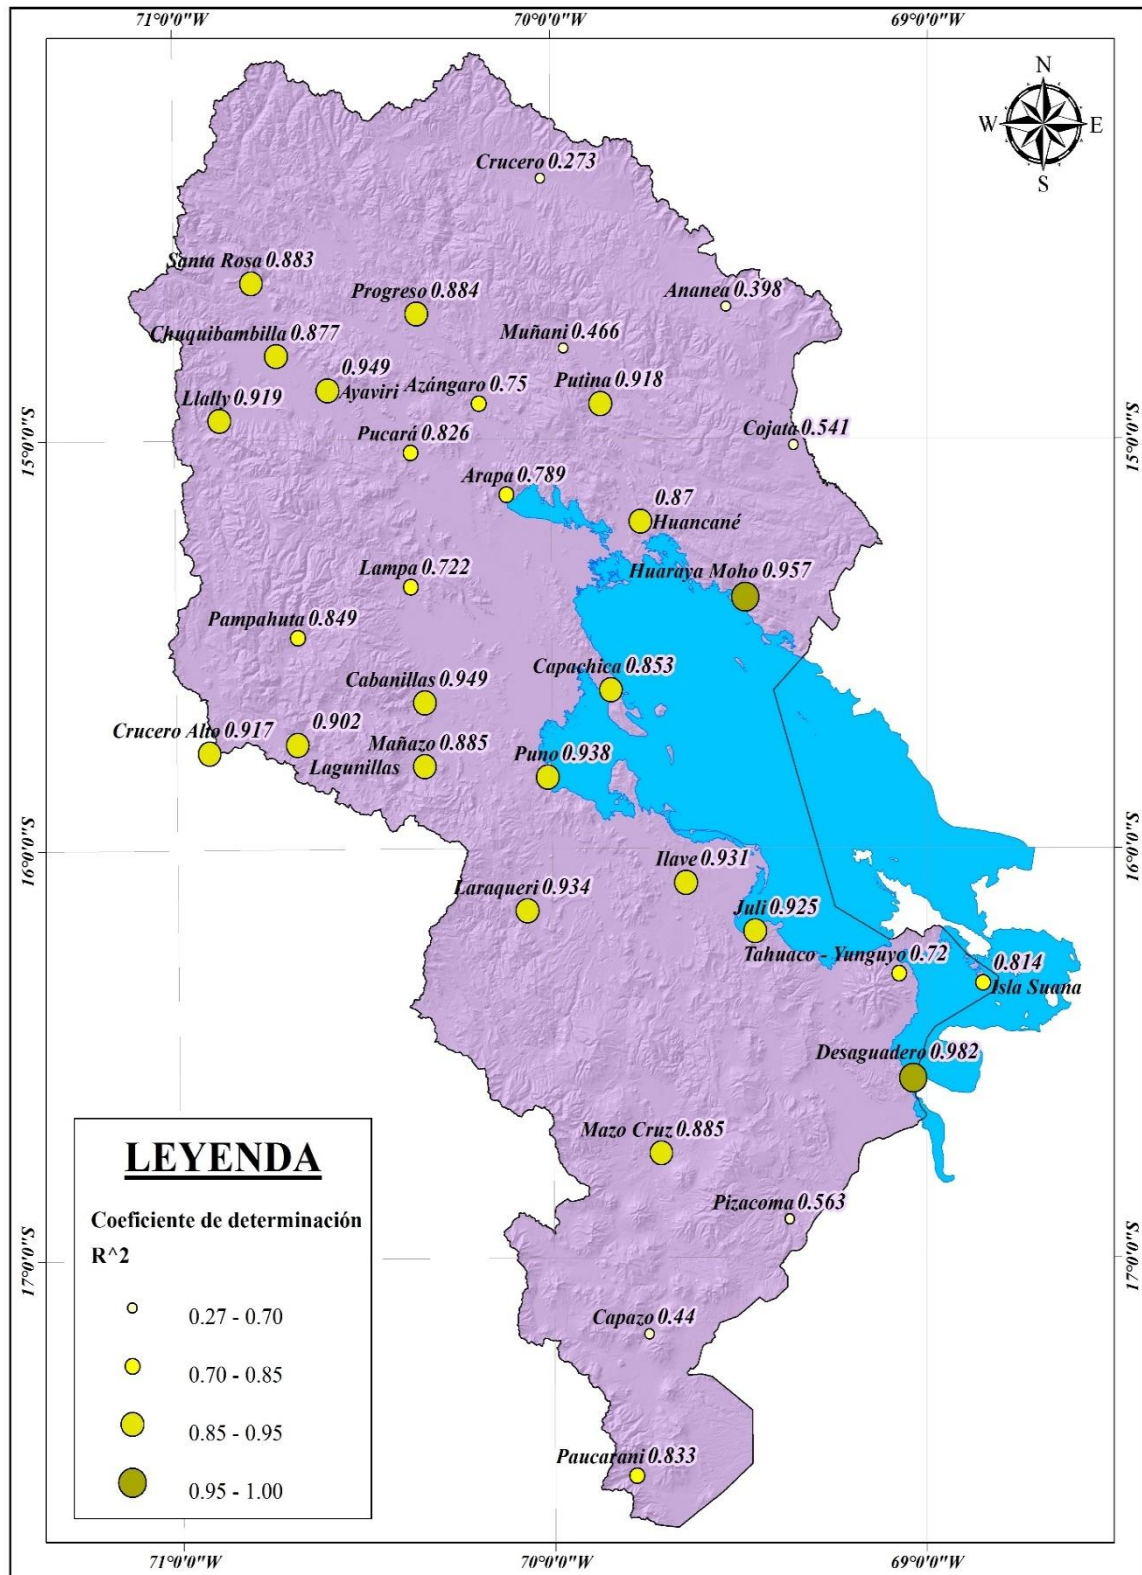 71°0'0"W 70°0'0"W 69°0'0"W
N
W E
S
Crucero 0.273
Santa Rosa 0.883
Progreso 0.884
Ananea 0.398
Chuquibambilla 0.877
Muñani 0.466
0.949
Ayaviri
Azángaro 0.75
Putina 0.918
Llally 0.919
Pucará 0.826
Cojata 0.541
15°0'0"S 15°0'0"S
Arapa 0.789
0.87
Huancané
Lampa 0.722
Huaraya Moho 0.957
Pampahuta 0.849
Capachica 0.853
Cabanillas 0.949
0.902
Lagunillas
Crucero Alto 0.917
Mañazo 0.885
Puno 0.938
16°0'0"S 16°0'0"S
Ilave 0.931
Laraqueri 0.934
Juli 0.925
Tahuaco - Yunguyo 0.72
0.814
Isla Suana
Desaguadero 0.982
Mazo Cruz 0.885
Pizacoma 0.563
17°0'0"S 17°0'0"S
Capazo 0.44
Paucarani 0.833
LEYENDA
Coeficiente de determinación
R^2
0.27 - 0.70
0.70 - 0.85
0.85 - 0.95
0.95 - 1.00
71°0'0"W 70°0'0"W 69°0'0"W